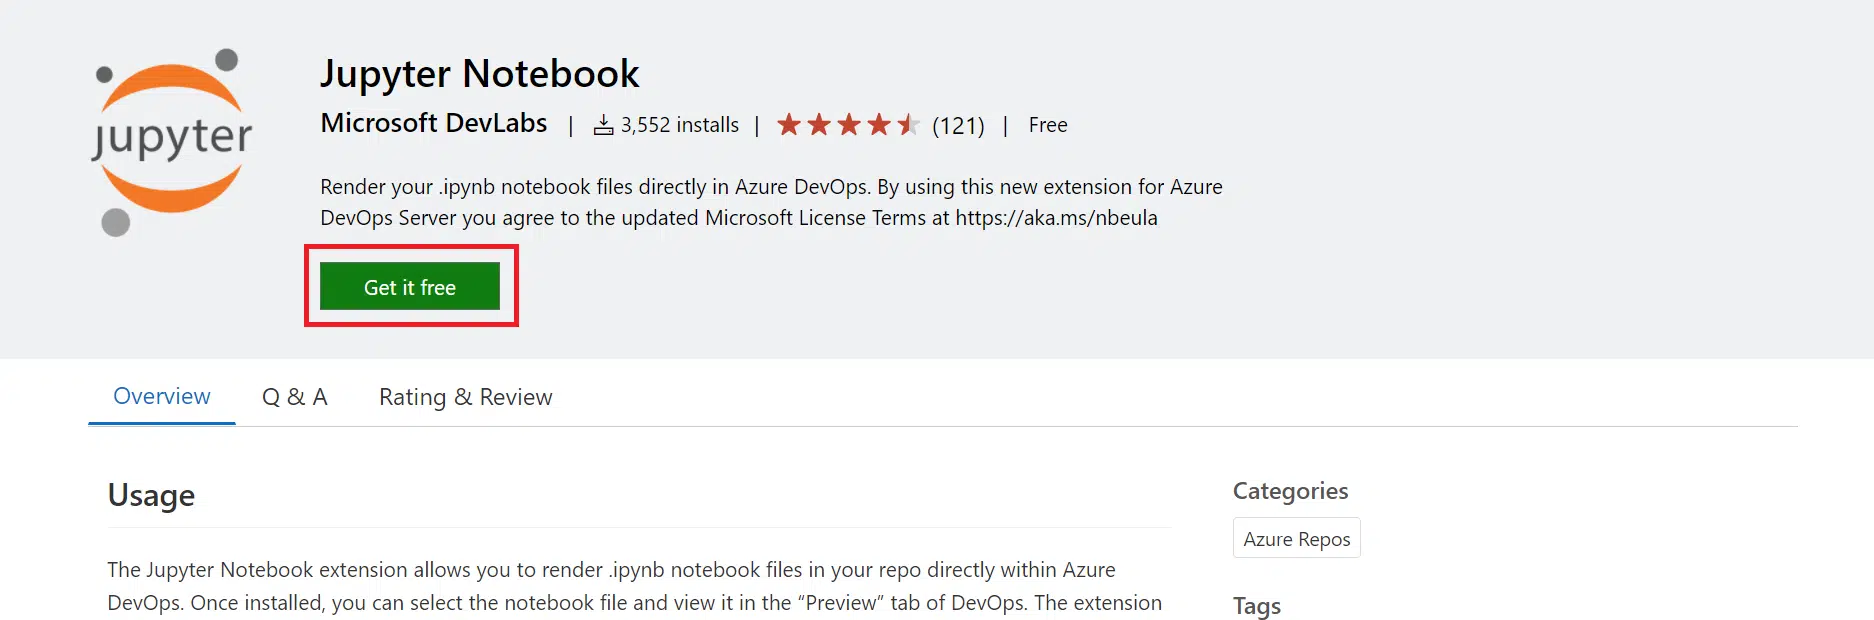 jupyter
Jupyter Notebook
Microsoft DevLabs | 3,552 installs | (121) | Free
Render your .ipynb notebook files directly in Azure DevOps. By using this new extension for Azure
DevOps Server you agree to the updated Microsoft License Terms at https://aka.ms/nbeula
Get it free
Overview Q & A Rating & Review
Usage
The Jupyter Notebook extension allows you to render .ipynb notebook files in your repo directly within Azure
DevOps. Once installed, you can select the notebook file and view it in the “Preview” tab of DevOps. The extension
Categories
Azure Repos
Tags